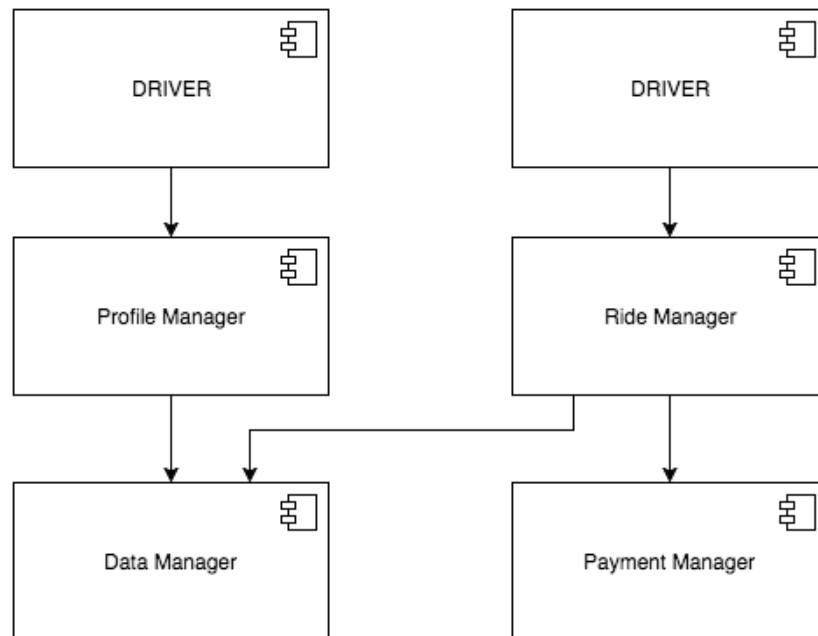 DRIVER
DRIVER
Profile Manager
Ride Manager
Data Manager
Payment Manager